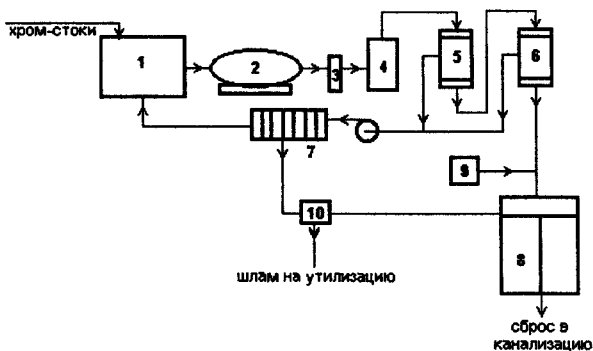 хром-стоки
1
2
3
4
5
6
7
9
10
8
шлам на утилизацию
сброс в
канализацию